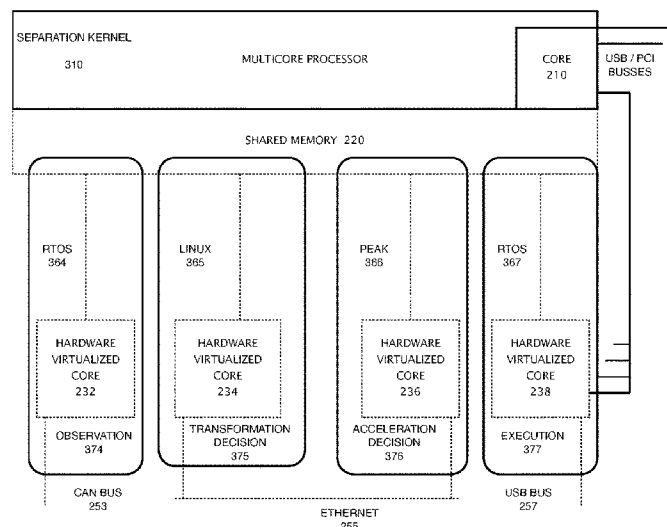 SEPARATION KERNEL
310
MULTICORE PROCESSOR
CORE
210
USB / PCI
BUSSES
SHARED MEMORY 220
RTOS
364
LINUX
365
PEAK
366
RTOS
367
HARDWARE
VIRTUALIZED
CORE
232
HARDWARE
VIRTUALIZED
CORE
234
HARDWARE
VIRTUALIZED
CORE
236
HARDWARE
VIRTUALIZED
CORE
238
OBSERVATION
374
TRANSFORMATION
DECISION
375
ACCELERATION
DECISION
376
EXECUTION
377
CAN BUS
253
ETHERNET
255
USB BUS
257